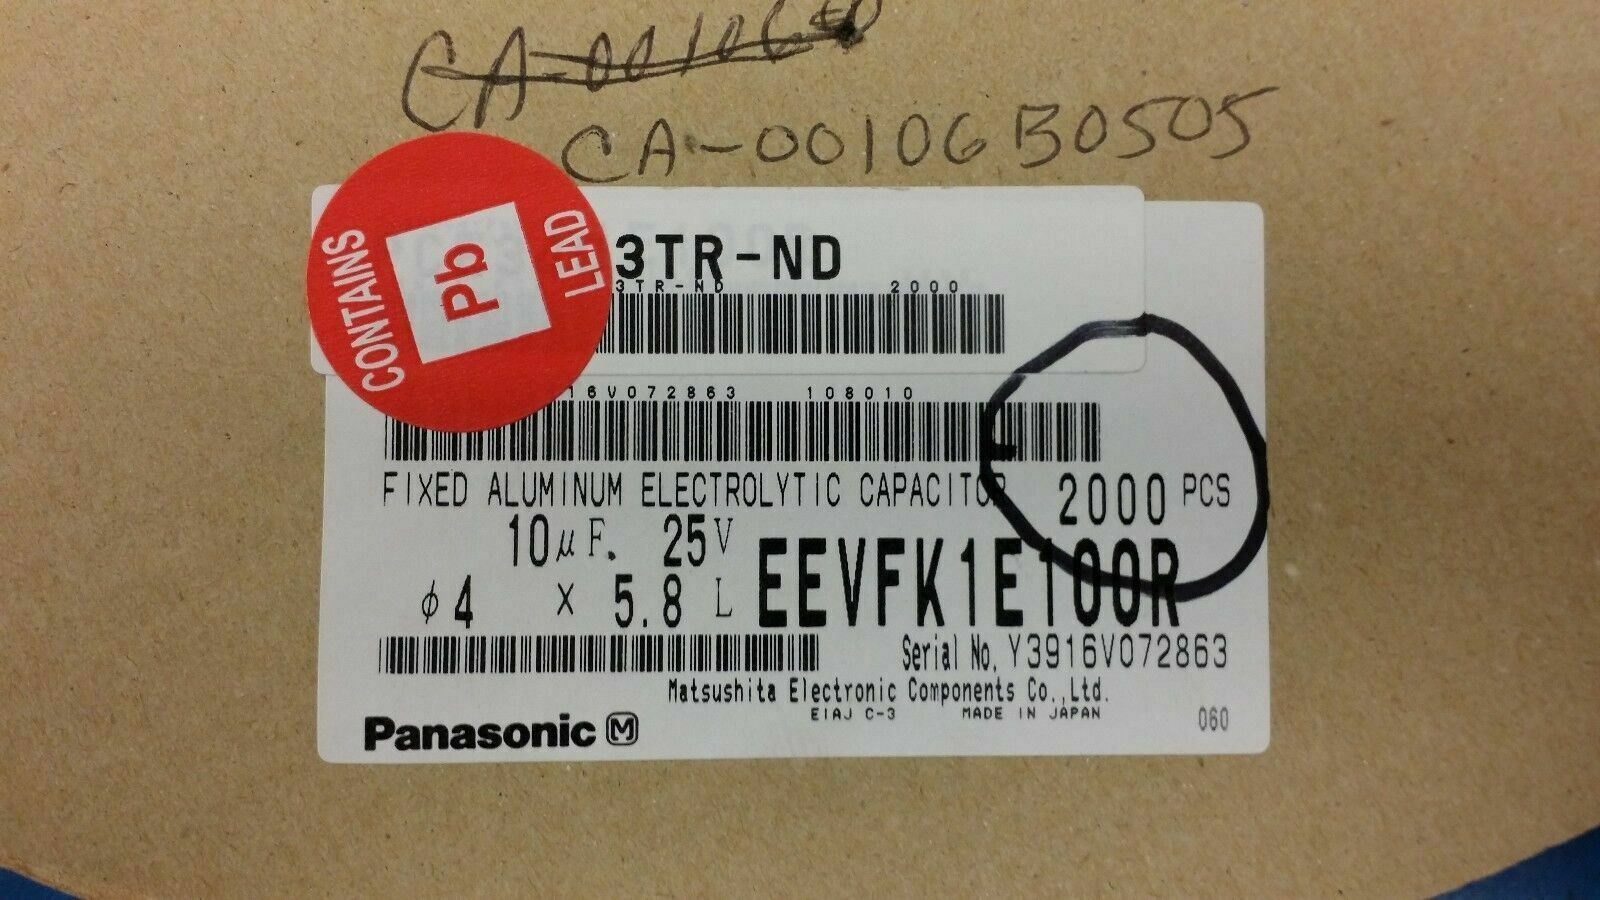 CA-00106
CA-00106B0505
CONTAINS
Pb
LEAD
3TR-ND
3TR-ND 2000
16V072863 108010
FIXED ALUMINUM ELECTROLYTIC CAPACITOR 2000 PCS
10μF. 25V
φ4 × 5.8 L EEVFK1E100R
Serial No. Y3916V072863
Matsushita Electronic Components Co.,Ltd.
EIAJ C-3 MADE IN JAPAN 060
Panasonic M